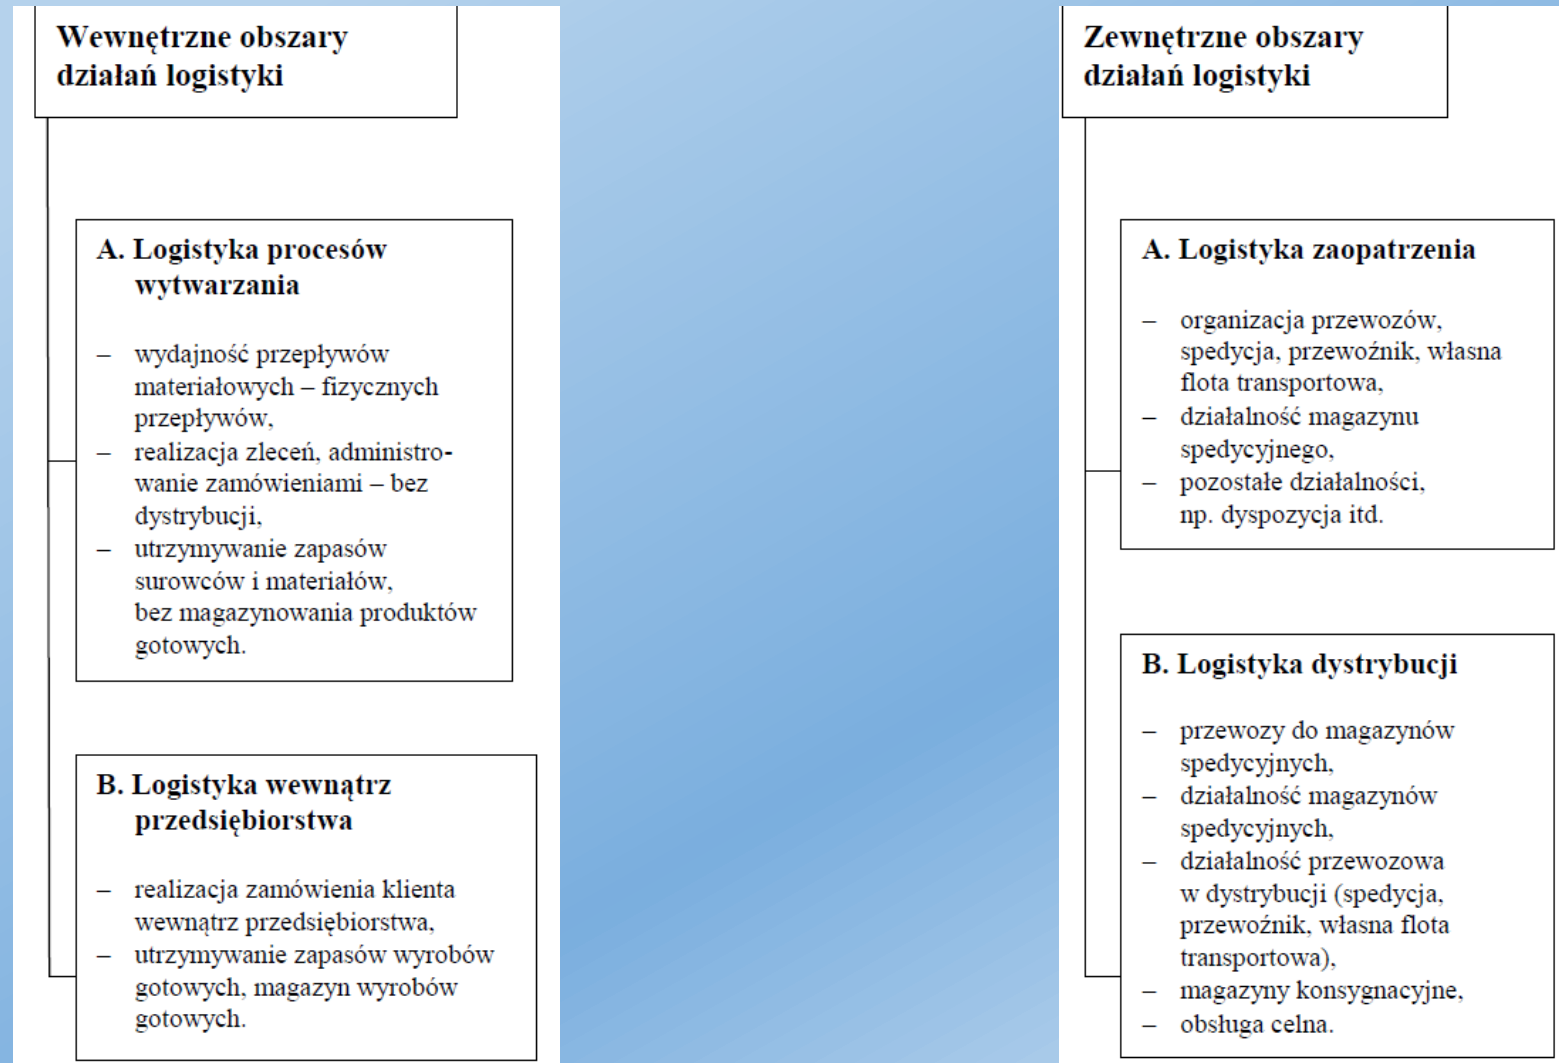 Wewnętrzne obszary
działań logistyki
A. Logistyka procesów
wytwarzania
– wydajność przepływów
materiałowych – fizycznych
przepływów,
– realizacja zleceń, administro-
wanie zamówieniami – bez
dystrybucji,
– utrzymywanie zapasów
surowców i materiałów,
bez magazynowania produktów
gotowych.
B. Logistyka wewnątrz
przedsiębiorstwa
– realizacja zamówienia klienta
wewnątrz przedsiębiorstwa,
– utrzymywanie zapasów wyrobów
gotowych, magazyn wyrobów
gotowych.
Zewnętrzne obszary
działań logistyki
A. Logistyka zaopatrzenia
– organizacja przewozów,
spedycja, przewoźnik, własna
flota transportowa,
– działalność magazynu
spedycyjnego,
– pozostałe działalności,
np. dyspozycja itd.
B. Logistyka dystrybucji
– przewozy do magazynów
spedycyjnych,
– działalność magazynów
spedycyjnych,
– działalność przewozowa
w dystrybucji (spedycja,
przewoźnik, własna flota
transportowa),
– magazyny konsygnacyjne,
– obsługa celna.